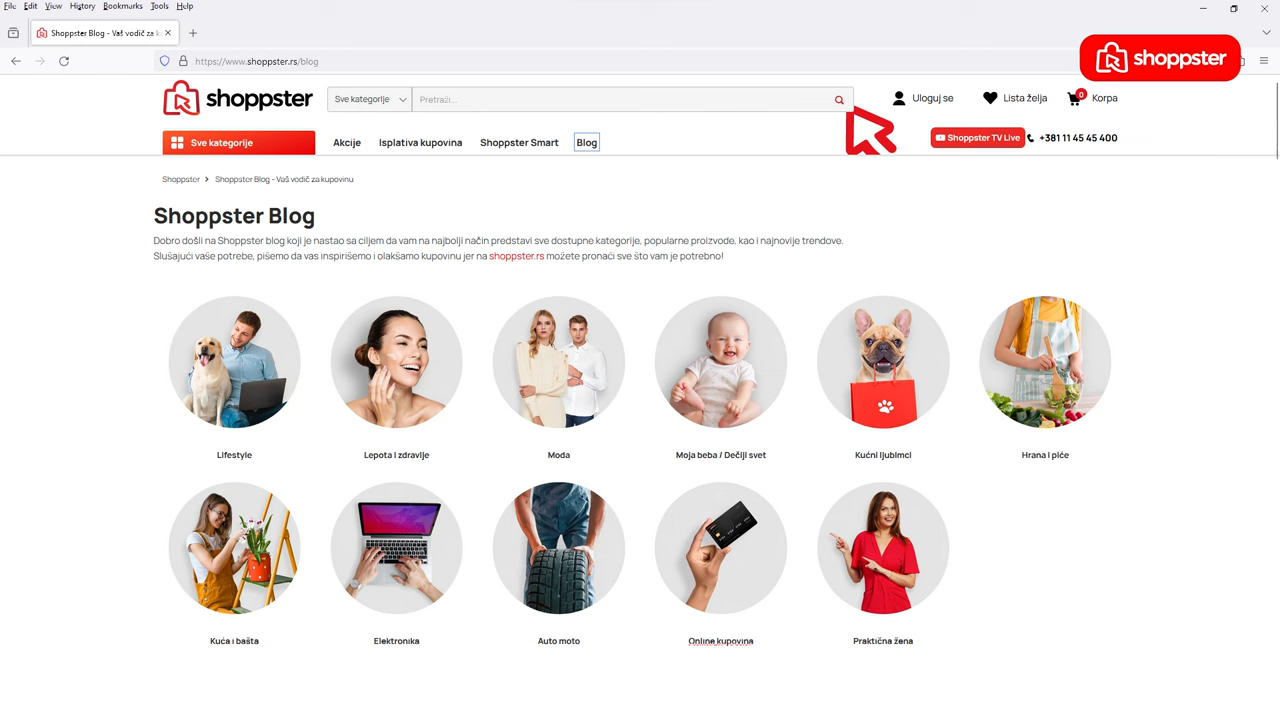 File Edit View History Bookmarks Tools Help
Shoppster Blog - Vaš vodič za k
https://www.shoppster.rs/blog
shoppster
shoppster
Sve kategorije
Pretraži...
Uloguj se
Lista želja
0
Korpa
Sve kategorije
Akcije
Isplativa kupovina
Shoppster Smart
Blog
Shoppster TV Live
+381 11 45 45 400
Shoppster > Shoppster Blog - Vaš vodič za kupovinu
Shoppster Blog
Dobro došli na Shoppster blog koji je nastao sa ciljem da vam na najbolji način predstavi sve dostupne kategorije, popularne proizvode, kao i najnovije trendove.
Slušajući vaše potrebe, pišemo da vas inspirišemo i olakšamo kupovinu jer na shoppster.rs možete pronaći sve što vam je potrebno!
Lifestyle
Lepota i zdravlje
Moda
Moja beba / Dečiji svet
Kućni ljubimci
Hrana i piće
Kuća i bašta
Elektronika
Auto moto
Online kupovina
Praktična žena